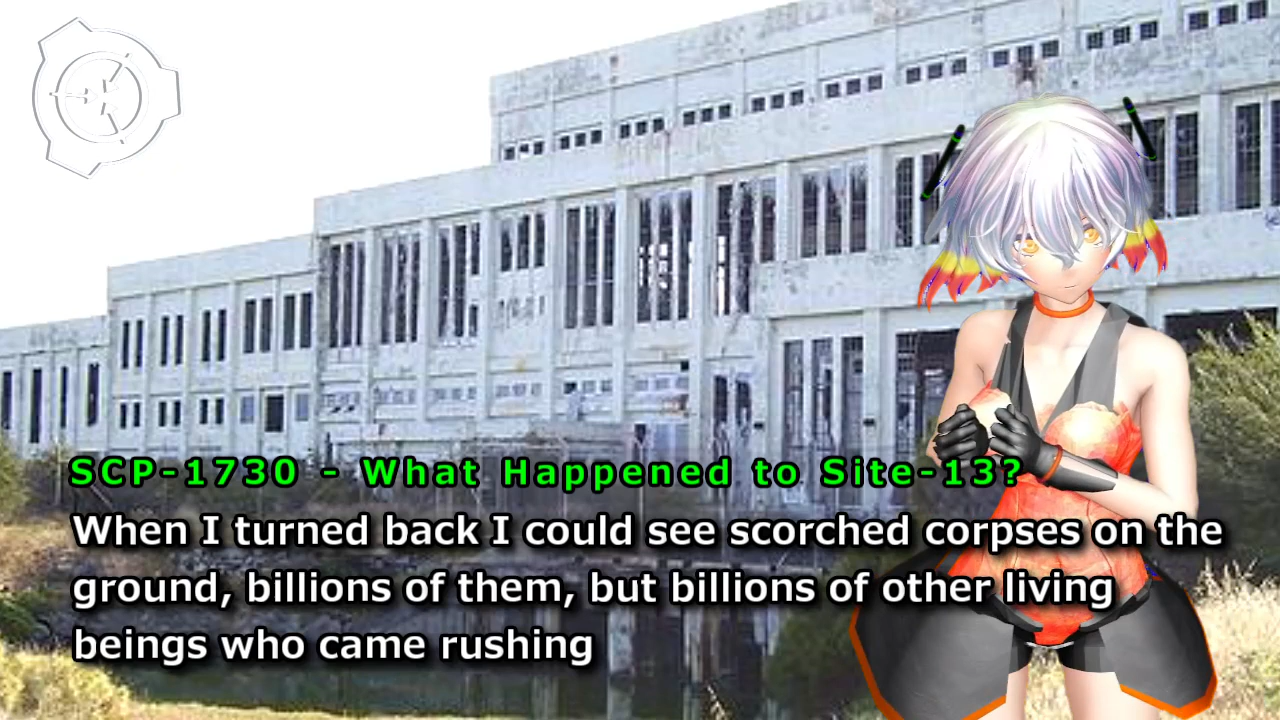 SCP-1730 - What Happened to Site-13?
When I turned back I could see scorched corpses on the
ground, billions of them, but billions of other living
beings who came rushing